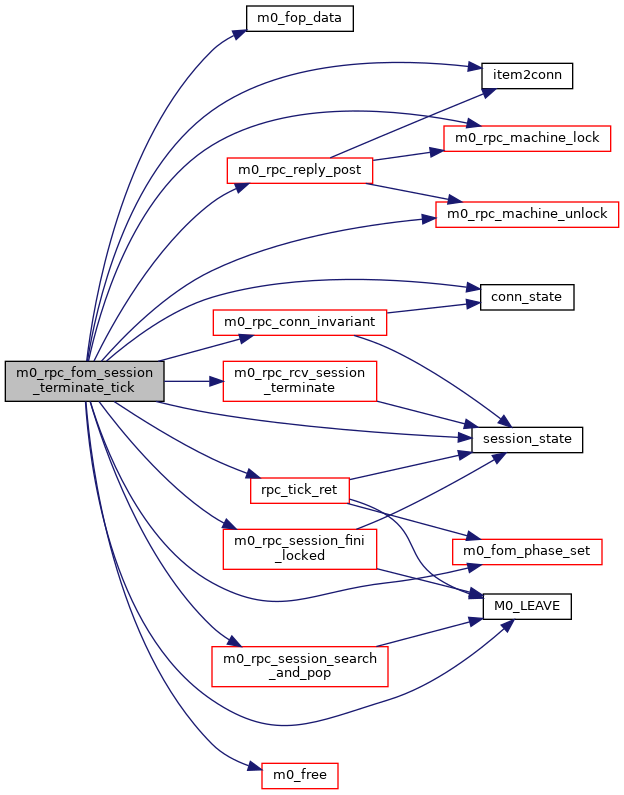 m0_fop_data
item2conn
m0_rpc_machine_lock
m0_rpc_reply_post
m0_rpc_machine_unlock
conn_state
m0_rpc_conn_invariant
m0_rpc_fom_session
_terminate_tick
m0_rpc_rcv_session
_terminate
session_state
rpc_tick_ret
m0_rpc_session_fini
_locked
m0_fom_phase_set
M0_LEAVE
m0_rpc_session_search
_and_pop
m0_free